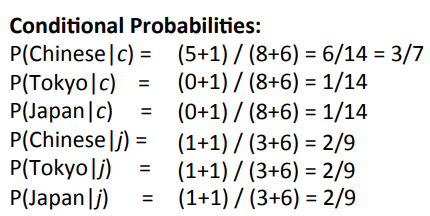 Conditional Probabilities:
P(Chinese|c) = (5+1) / (8+6) = 6/14 = 3/7
P(Tokyo|c) = (0+1) / (8+6) = 1/14
P(Japan|c) = (0+1) / (8+6) = 1/14
P(Chinese|j) = (1+1) / (3+6) = 2/9
P(Tokyo|j) = (1+1) / (3+6) = 2/9
P(Japan|j) = (1+1) / (3+6) = 2/9